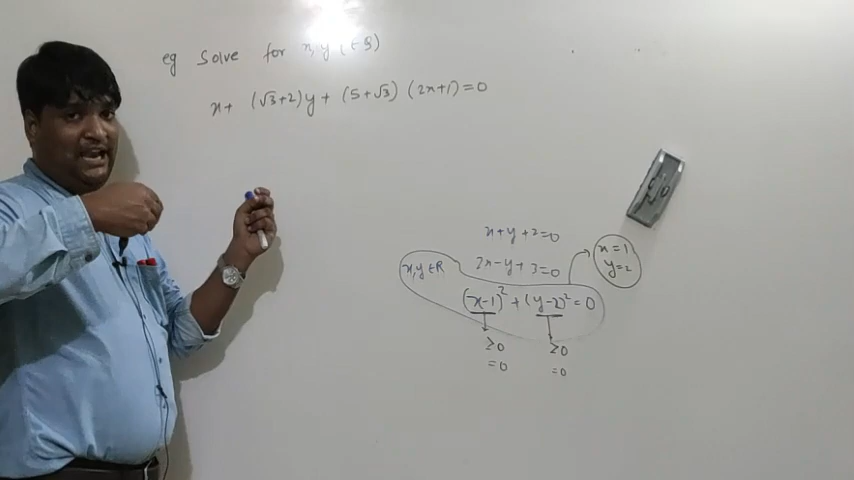 eg Solve for x, y (∈ Q)
x + (√3+2)y + (5+√3) (2x+1) = 0
x+y+2=0
2x-y+3=0
x,y ∈ R
(x-1)² + (y-2)² = 0
x=1
y=2
≥0 ≥0
=0 =0